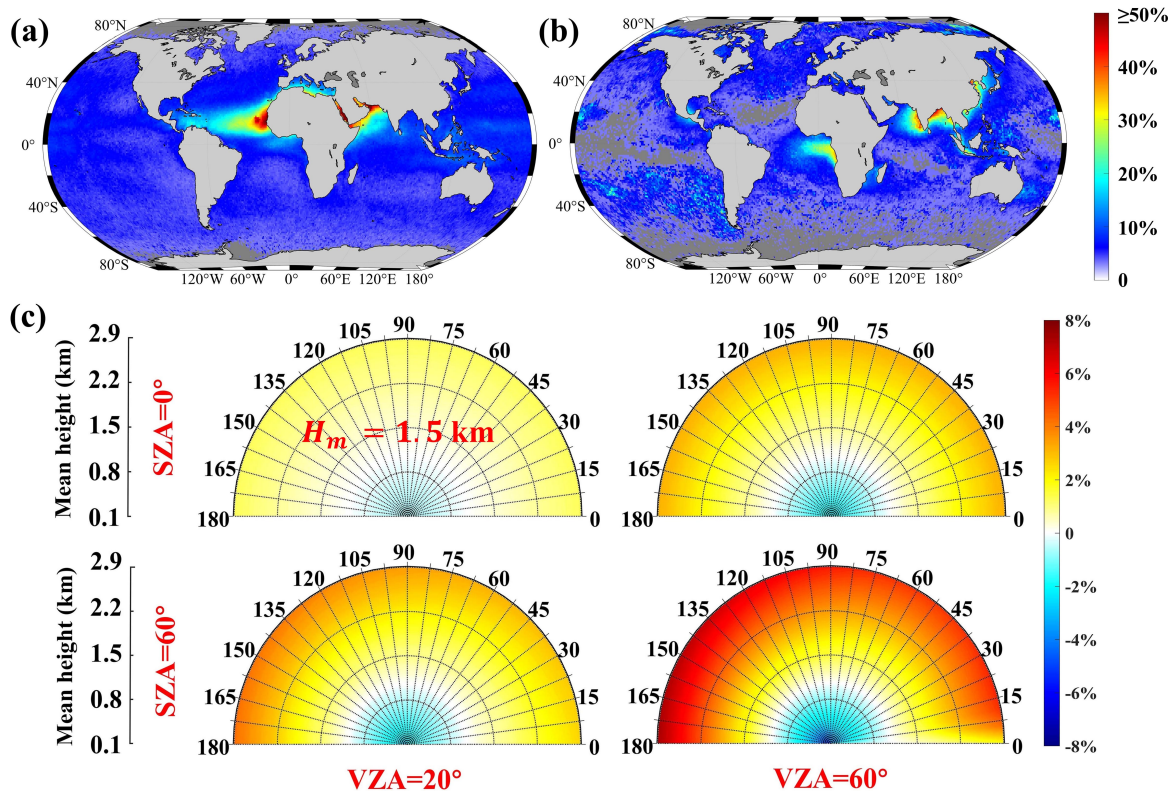 (a)
80°N
40°N
0°
40°S
80°S
120°W 60°W 0° 60°E 120°E 180°
(b)
80°N
40°N
0°
40°S
80°S
120°W 60°W 0° 60°E 120°E 180°
≥50%
40%
30%
20%
10%
0
(c)
Mean height (km)
2.9
2.2
1.5
0.8
0.1
SZA=0°
180 165 150 135 120 105 90 75 60 45 30 15 0
H_m = 1.5 km
180 165 150 135 120 105 90 75 60 45 30 15 0
Mean height (km)
2.9
2.2
1.5
0.8
0.1
SZA=60°
180 165 150 135 120 105 90 75 60 45 30 15 0
180 165 150 135 120 105 90 75 60 45 30 15 0
VZA=20°
VZA=60°
8%
6%
4%
2%
0
-2%
-4%
-6%
-8%